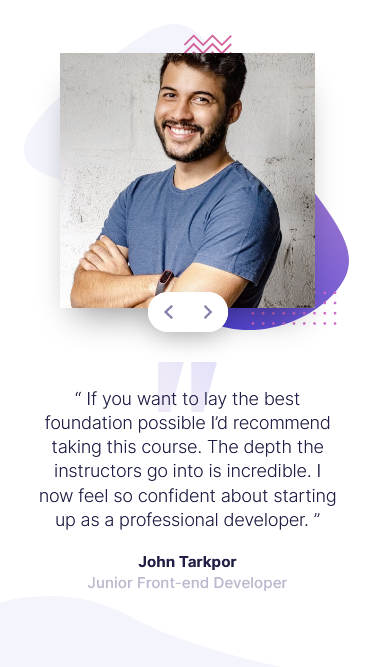 “ If you want to lay the best
foundation possible I’d recommend
taking this course. The depth the
instructors go into is incredible. I
now feel so confident about starting
up as a professional developer. ”
John Tarkpor
Junior Front-end Developer